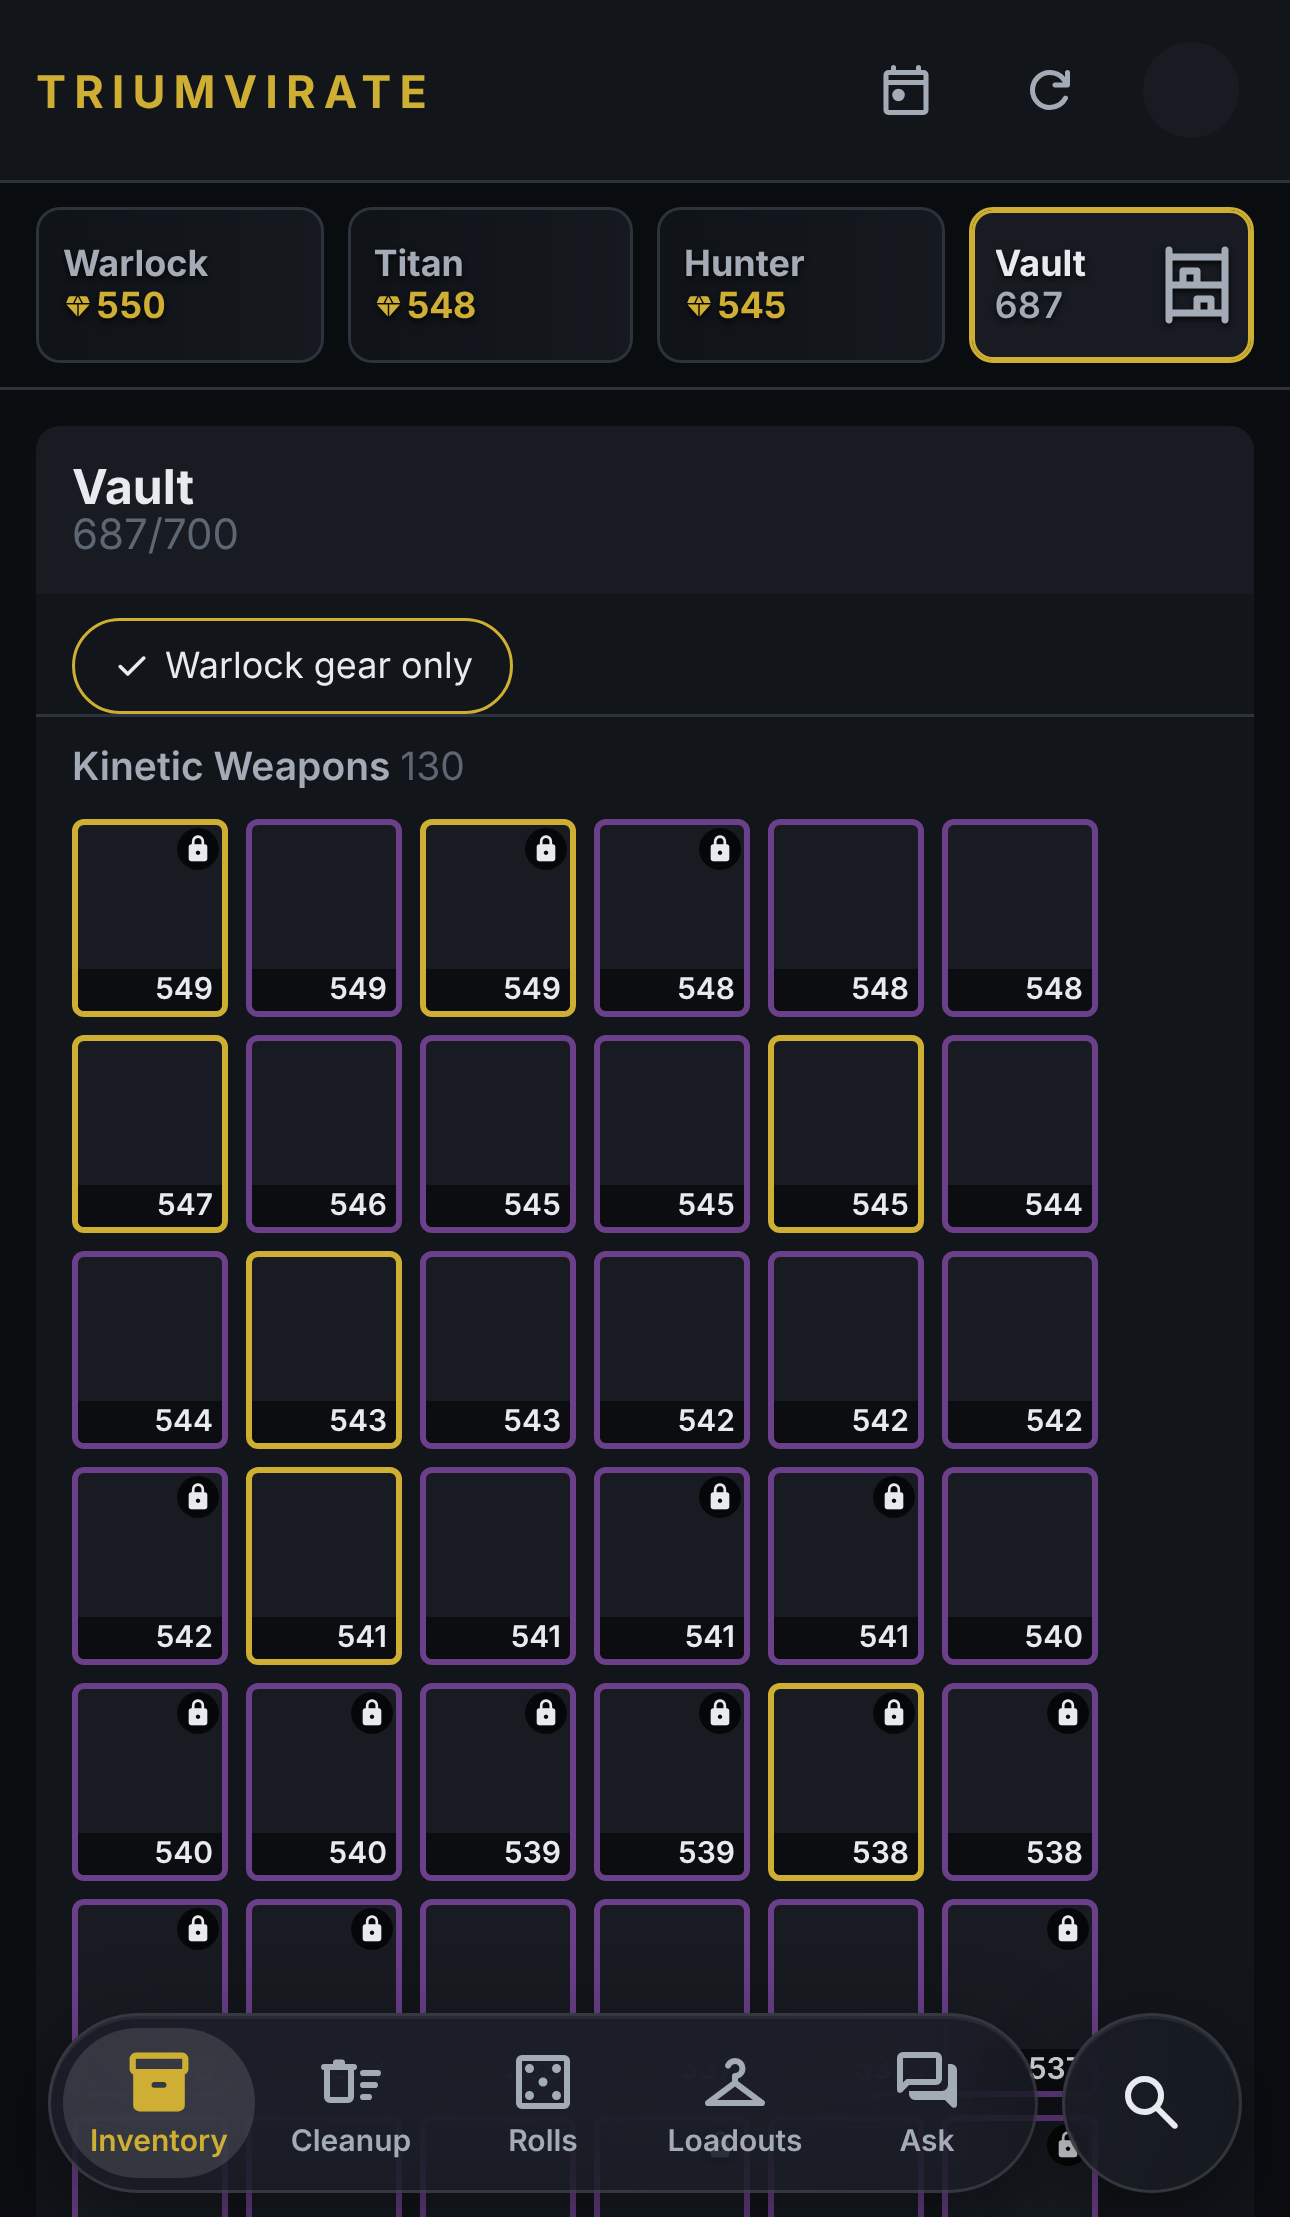 TRIUMVIRATE
Warlock
550
Titan
548
Hunter
545
Vault
687
Vault
687/700
Warlock gear only
Kinetic Weapons 130
549 549 549 548 548 548
547 546 545 545 545 544
544 543 543 542 542 542
542 541 541 541 541 540
540 540 539 539 538 538
537
Inventory
Cleanup
Rolls
Loadouts
Ask